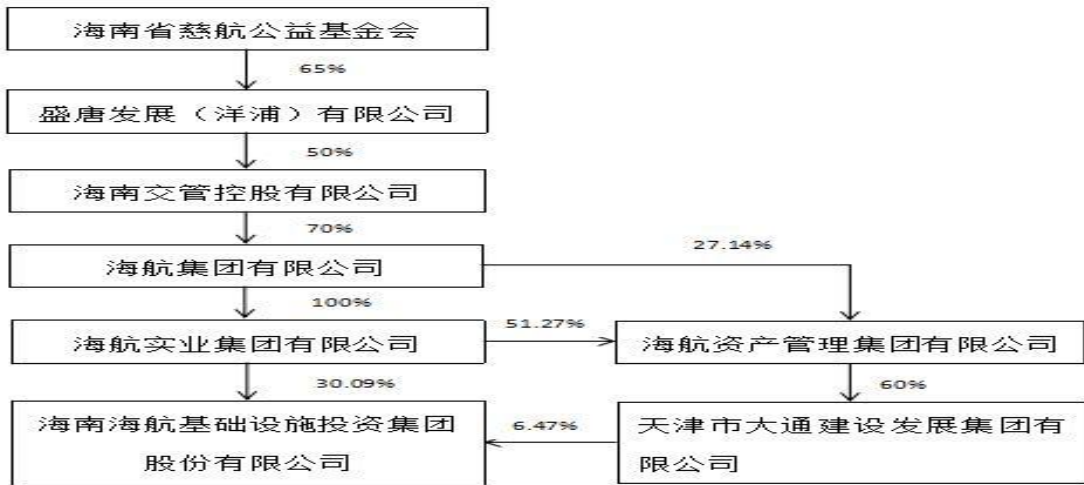 海南省慈航公益基金会
65%
盛唐发展（洋浦）有限公司
50%
海南交管控股有限公司
70%
27.14%
海航集团有限公司
100%
51.27%
海航实业集团有限公司
海航资产管理集团有限公司
30.09%
60%
海南海航基础设施投资集团
股份有限公司
6.47%
天津市大通建设发展集团有
限公司